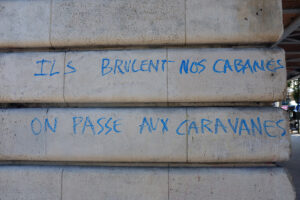 ILS BRULENT NOS CABANES
ON PASSE AUX CARAVANES